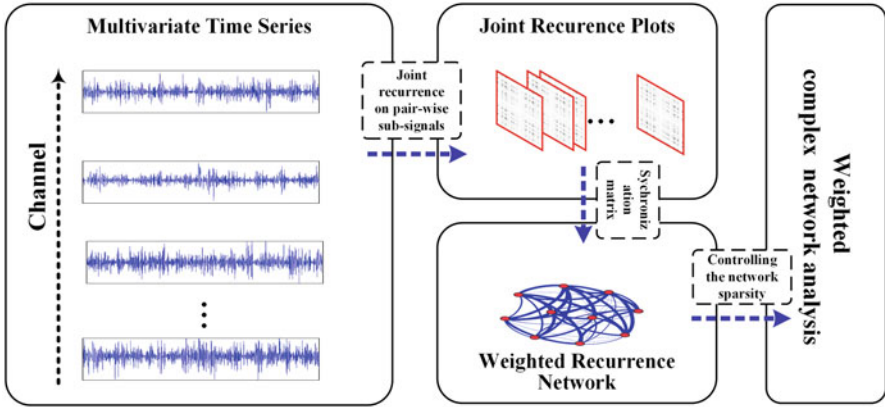 Multivariate Time Series
Channel
Joint
recurrence
on pair-wise
sub-signals
Joint Recurence Plots
Sychroniz
ation
matrix
Weighted Recurrence
Network
Controlling
the network
sparsity
Weighted
complex network analysis